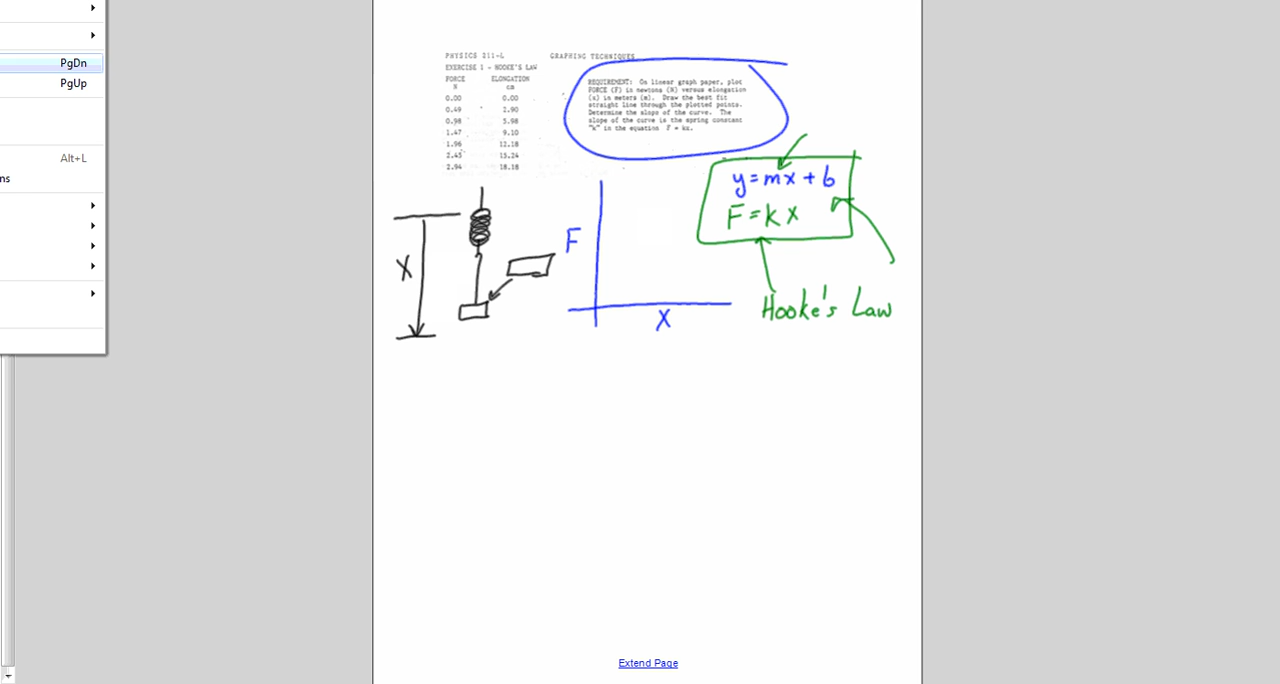 PgDn
PgUp
Alt+L
ns
PHYSICS 211-L GRAPHING TECHNIQUES
EXERCISE 1 - HOOKE'S LAW
FORCE ELONGATION
N cm
0.00 0.00
0.49 2.90
0.98 5.98
1.47 9.10
1.96 12.18
2.45 15.24
2.94 18.18
REQUIREMENT: On linear graph paper, plot
FORCE (F) in newtons (N) versus elongation
(x) in meters (m). Draw the best fit
straight line through the plotted points.
Determine the slope of the curve. The
slope of the curve is the spring constant
"k" in the equation F = kx.
y=mx+b
F=kx
Hooke's Law
X
F
X
Extend Page